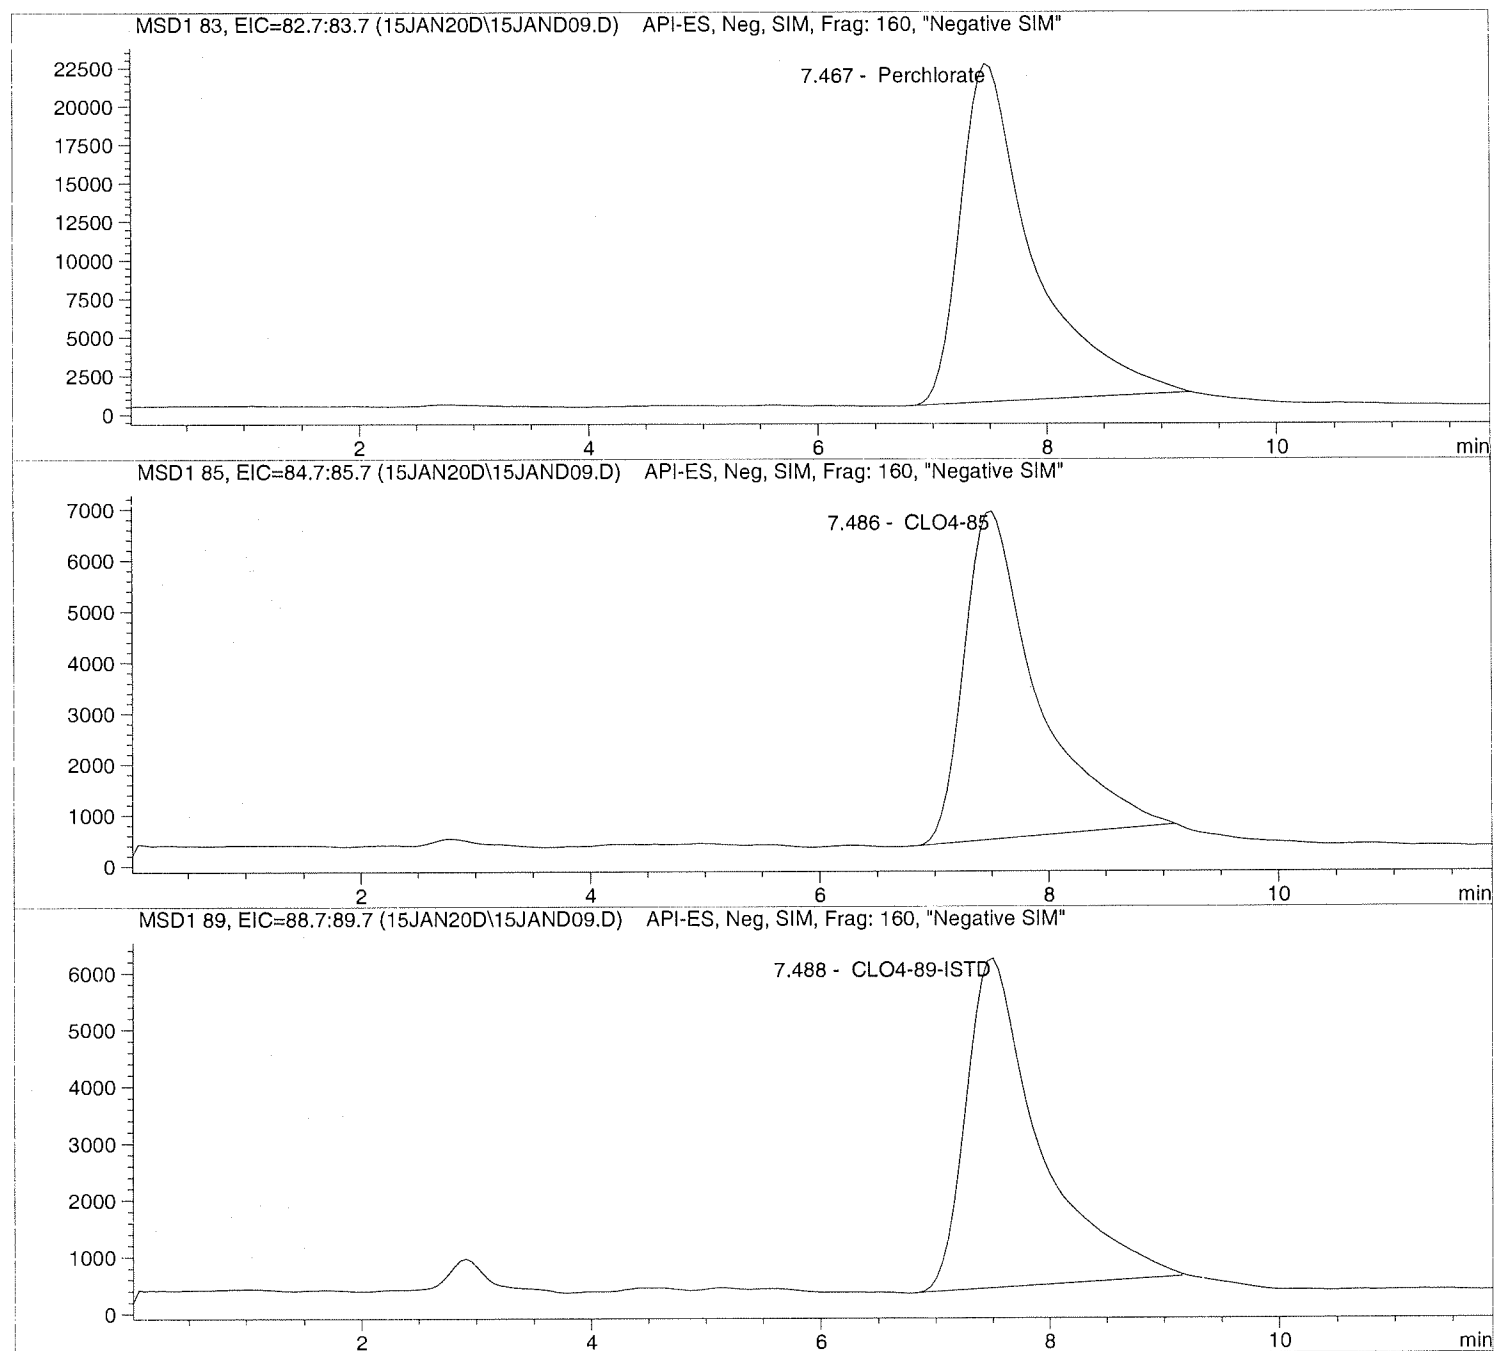 MSD1 83, EIC=82.7:83.7 (15JAN20D\15JAND09.D) API-ES, Neg, SIM, Frag: 160, "Negative SIM"
7.467 - Perchlorate
22500
20000
17500
15000
12500
10000
7500
5000
2500
0
2 4 6 8 10 min
MSD1 85, EIC=84.7:85.7 (15JAN20D\15JAND09.D) API-ES, Neg, SIM, Frag: 160, "Negative SIM"
7.486 - CLO4-85
7000
6000
5000
4000
3000
2000
1000
0
2 4 6 8 10 min
MSD1 89, EIC=88.7:89.7 (15JAN20D\15JAND09.D) API-ES, Neg, SIM, Frag: 160, "Negative SIM"
7.488 - CLO4-89-ISTD
6000
5000
4000
3000
2000
1000
0
2 4 6 8 10 min